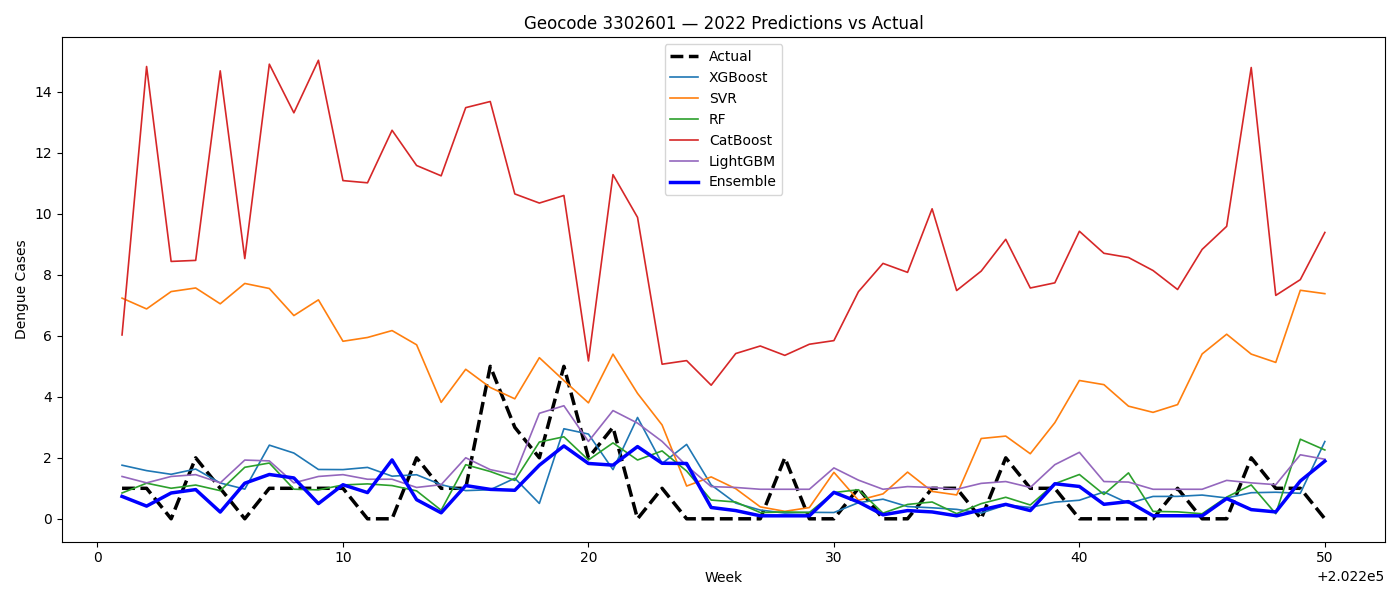 Geocode 3302601 — 2022 Predictions vs Actual
Actual
XGBoost
SVR
RF
CatBoost
LightGBM
Ensemble
Dengue Cases
14
12
10
8
6
4
2
0
0 10 20 30 40 50
Week
+2.022e5